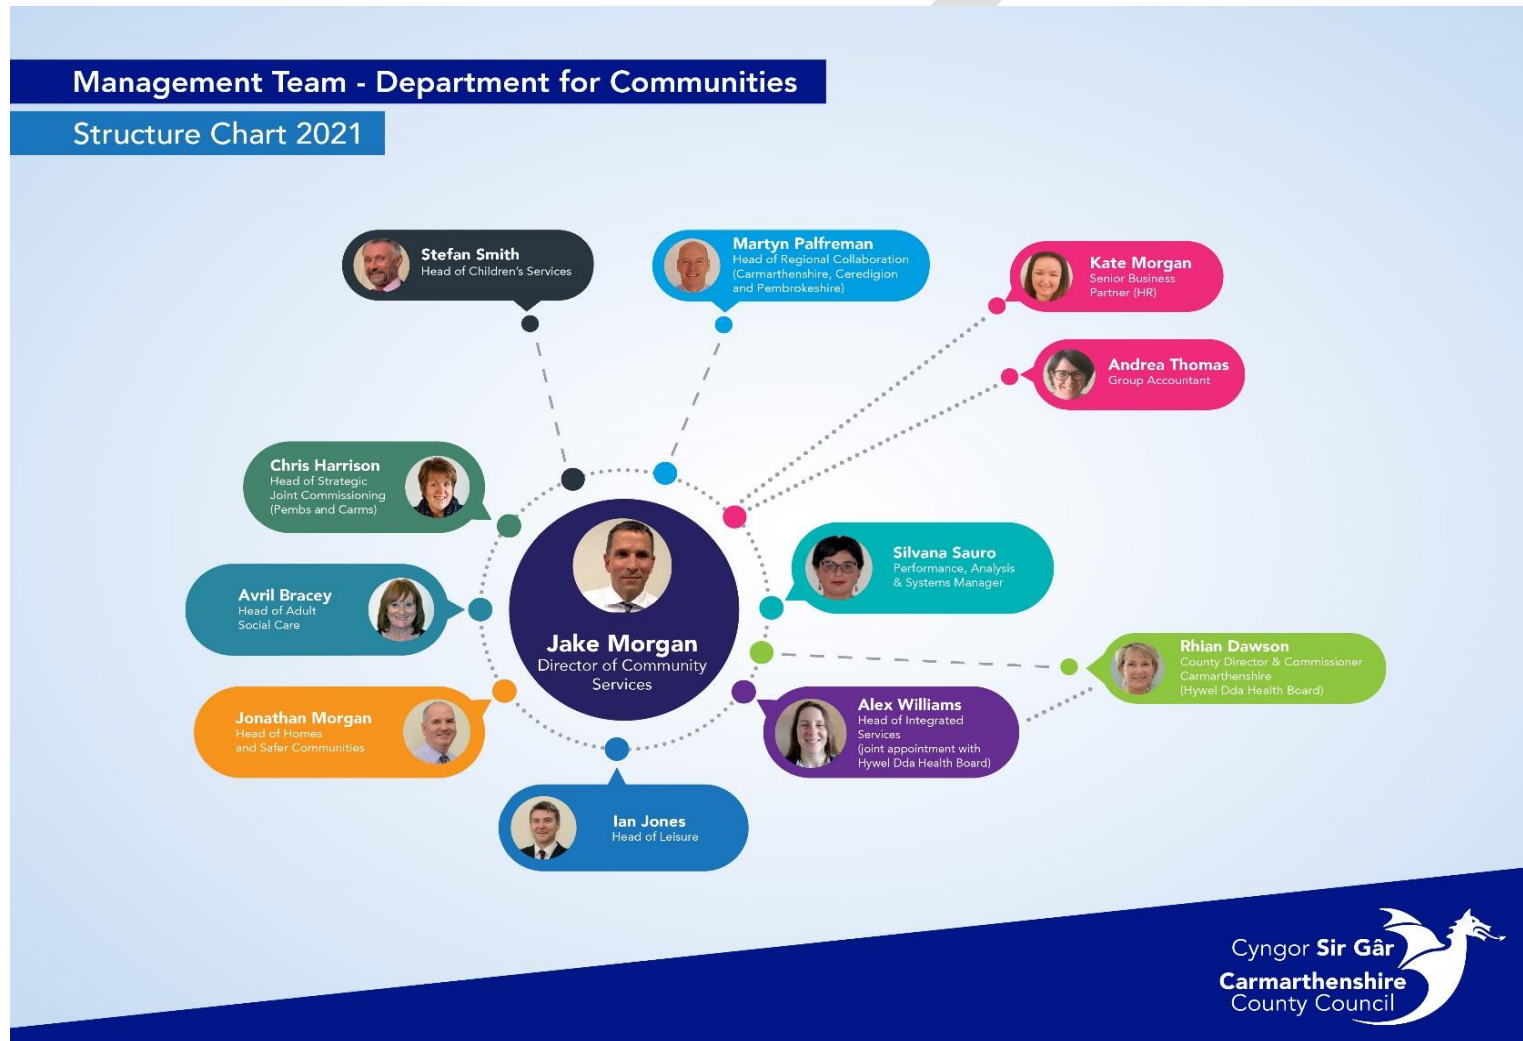 Management Team - Department for Communities
Structure Chart 2021
Stefan Smith
Head of Children's Services
Martyn Palfreman
Head of Regional Collaboration
(Carmarthenshire, Ceredigion
and Pembrokeshire)
Kate Morgan
Senior Business
Partner (HR)
Andrea Thomas
Group Accountant
Chris Harrison
Head of Strategic
Joint Commissioning
(Pembs and Carms)
Silvana Sauro
Performance, Analysis
& Systems Manager
Avril Bracey
Head of Adult
Social Care
Jake Morgan
Director of Community
Services
Rhian Dawson
County Director & Commissioner
Carmarthenshire
(Hywel Dda Health Board)
Jonathan Morgan
Head of Homes
and Safer Communities
Alex Williams
Head of Integrated
Services
(joint appointment with
Hywel Dda Health Board)
Ian Jones
Head of Leisure
Cyngor Sir Gâr
Carmarthenshire
County Council